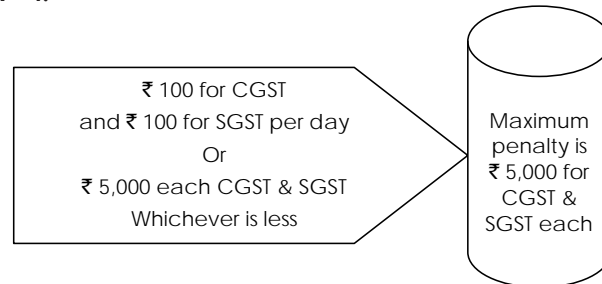 ₹ 100 for CGST
and ₹ 100 for SGST per day
Or
₹ 5,000 each CGST & SGST
Whichever is less
Maximum
penalty is
₹ 5,000 for
CGST &
SGST each